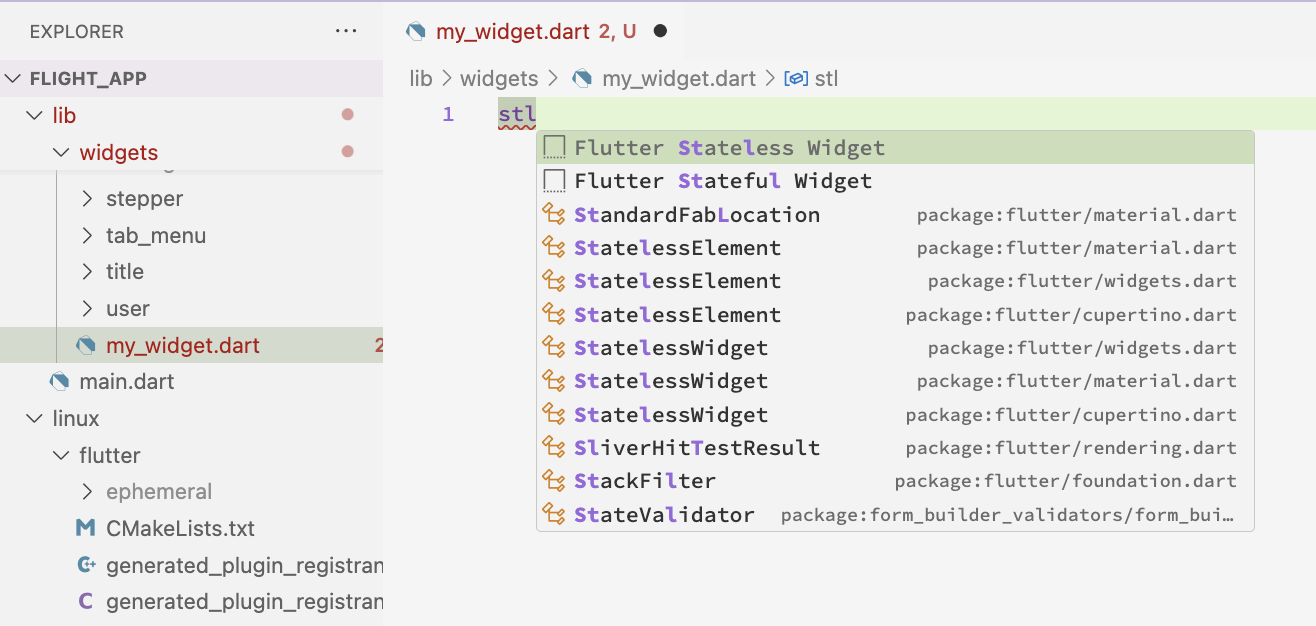 EXPLORER ...
FLIGHT_APP
lib
widgets
stepper
tab_menu
title
user
my_widget.dart 2
main.dart
linux
flutter
ephemeral
M CMakeLists.txt
C+ generated_plugin_registran
C generated_plugin_registran
my_widget.dart 2, U
lib > widgets > my_widget.dart > stl
1 stl
Flutter Stateless Widget
Flutter Stateful Widget
StandardFabLocation package:flutter/material.dart
StatelessElement package:flutter/material.dart
StatelessElement package:flutter/widgets.dart
StatelessElement package:flutter/cupertino.dart
StatelessWidget package:flutter/widgets.dart
StatelessWidget package:flutter/material.dart
StatelessWidget package:flutter/cupertino.dart
SliverHitTestResult package:flutter/rendering.dart
StackFilter package:flutter/foundation.dart
StateValidator package:form_builder_validators/form_bui…